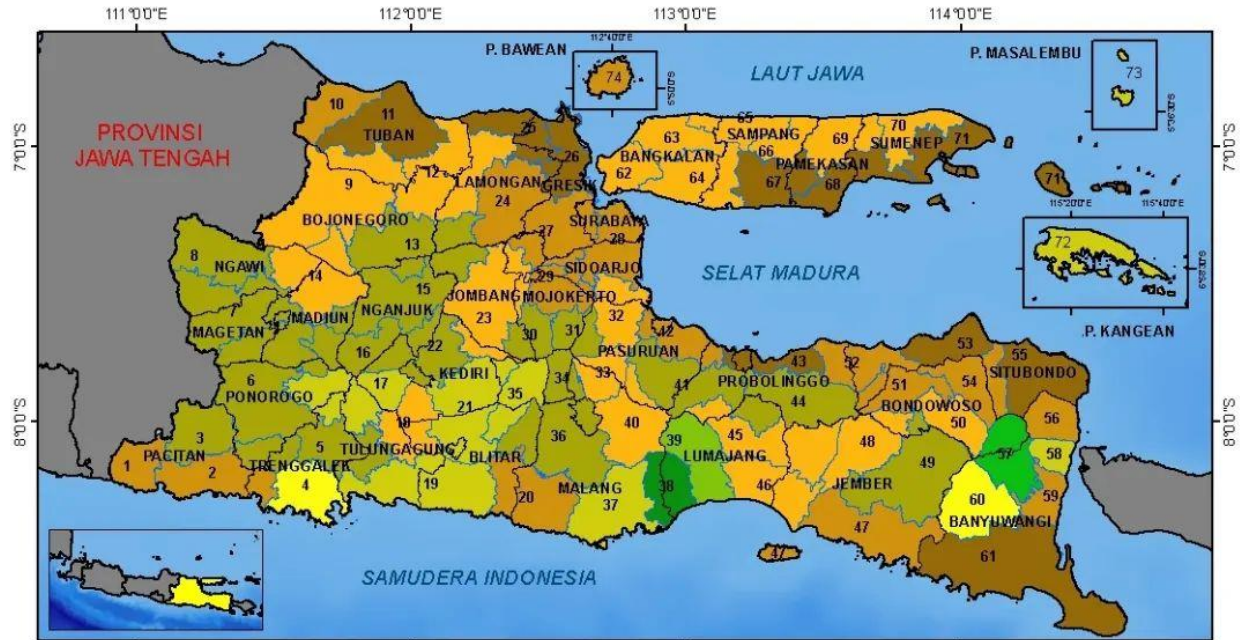 111°0'0"E 112°0'0"E 113°0'0"E 114°0'0"E
P. BAWEAN
112°40'0"E
74
LAUT JAWA
P. MASALEMBU
73
PROVINSI
JAWA TENGAH
7°0'0"S
7°0'0"S
10
11
TUBAN
25
26
9
12
LAMONGAN
24
GRESIK
BOJONEGORO
SURABAYA
27
28
13
65
63
SAMPANG
69
70
71
BANGKALAN
66
PAMEKASAN
SUMENEP
62
64
67
68
71
115°20'0"E 115°40'0"E
72
P. KANGEAN
SELAT MADURA
8
NGAWI
14
15
29
SIDOARJO
MAGETAN
MADIUN
NGANJUK
JOMBANG
MOJOKERTO
23
32
30
31
42
PASURUAN
16
22
KEDIRI
33
34
35
41
43
PROBOLINGGO
44
52
53
55
SITUBONDO
51
54
BONDOWOSO
50
56
6
PONOROGO
17
21
18
8°0'0"S
8°0'0"S
3
5
TULUNGAGUNG
36
40
39
45
LUMAJANG
48
49
57
58
1
PACITAN
2
TRENGGALEK
4
19
BLITAR
20
MALANG
37
38
46
JEMBER
47
47
60
59
BANYUWANGI
61
SAMUDERA INDONESIA